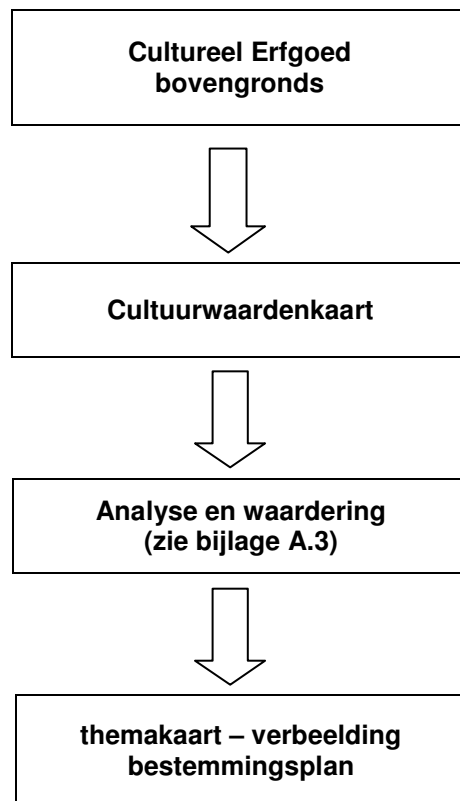 Cultureel Erfgoed
bovengronds
Cultuurwaardenkaart
Analyse en waardering
(zie bijlage A.3)
themakaart – verbeelding
bestemmingsplan